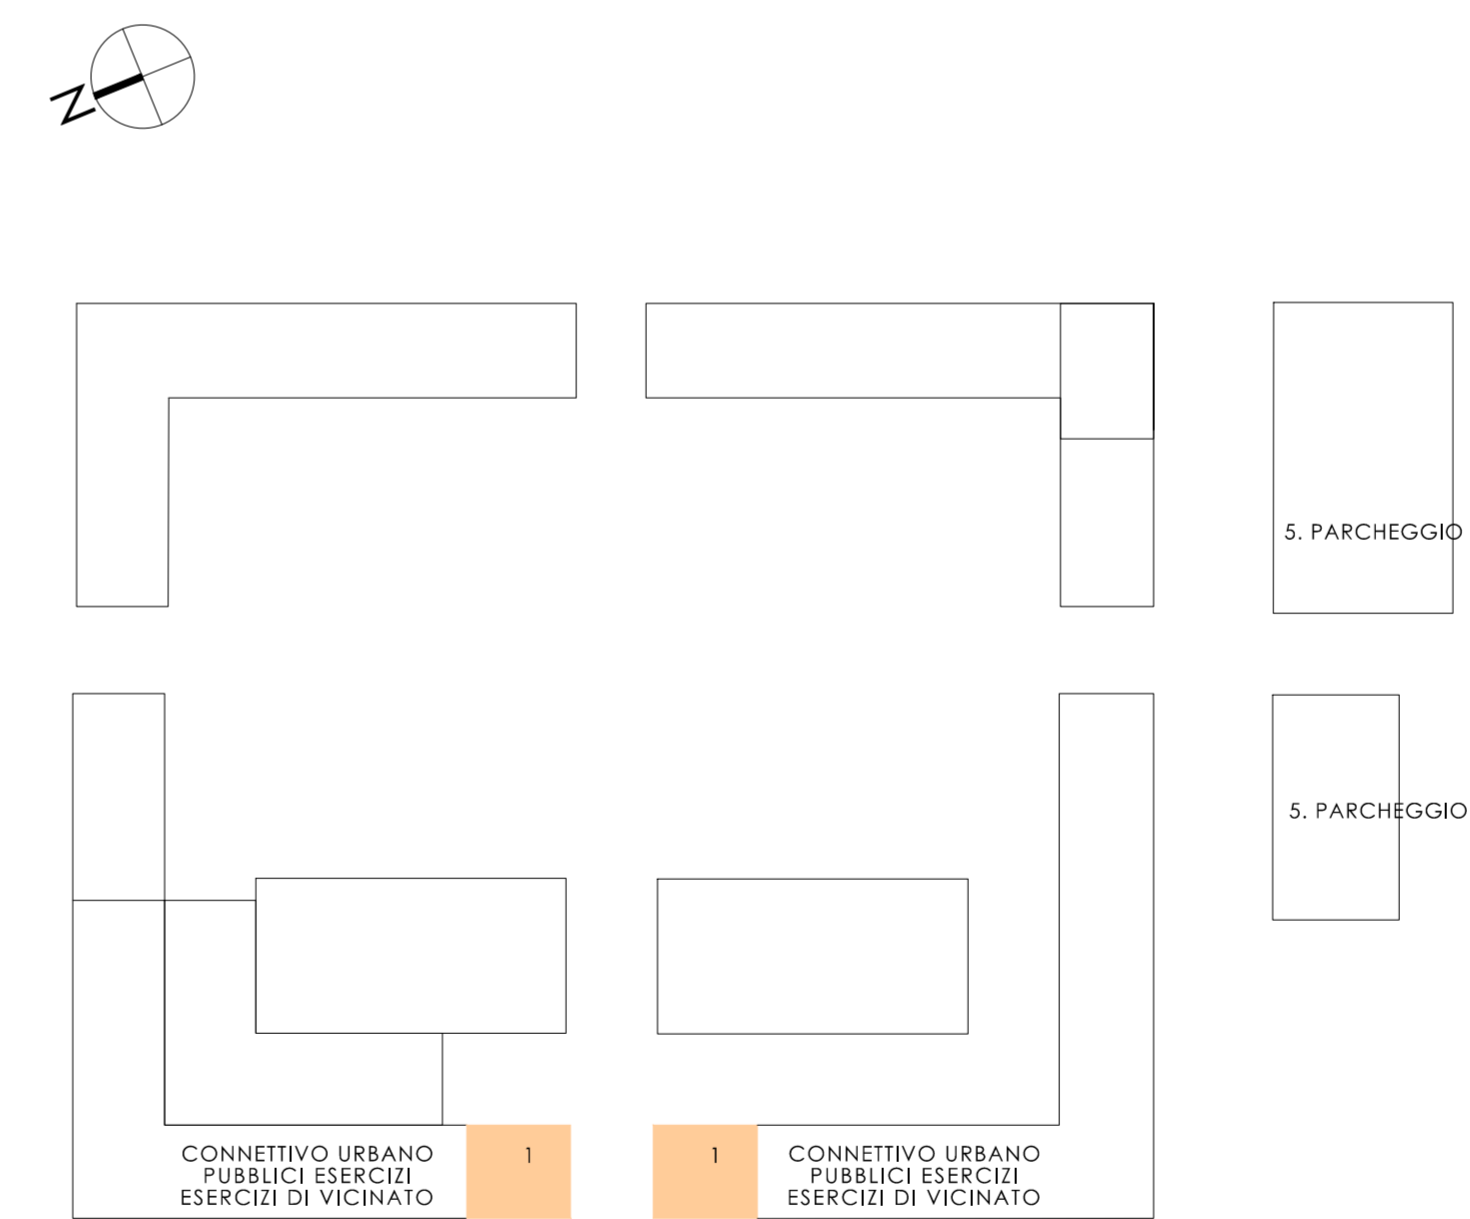 N
5. PARCHEGGIO
5. PARCHEGGIO
CONNETTIVO URBANO
PUBBLICI ESERCIZI
ESERCIZI DI VICINATO
1
1
CONNETTIVO URBANO
PUBBLICI ESERCIZI
ESERCIZI DI VICINATO